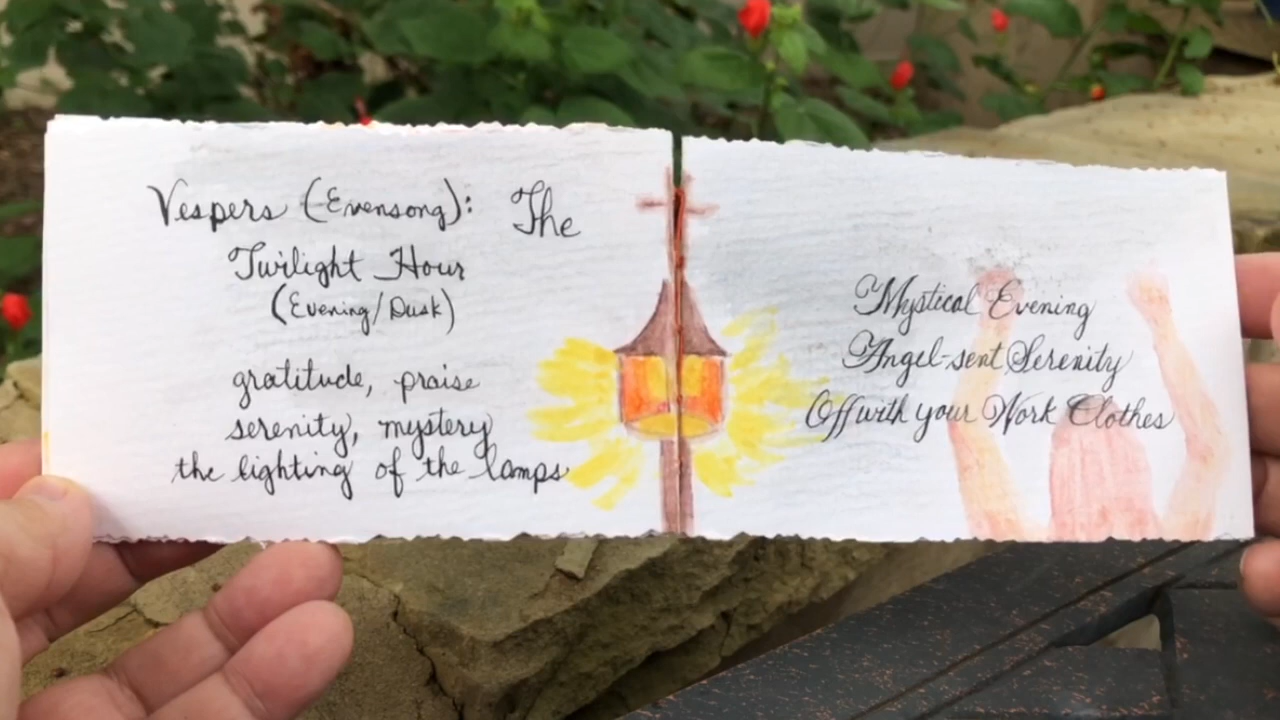 Vespers (Evensong): The
Twilight Hour
(Evening/Dusk)
gratitude, praise
serenity, mystery
the lighting of the lamps
Mystical Evening
Angel-sent Serenity
Off with your Work Clothes